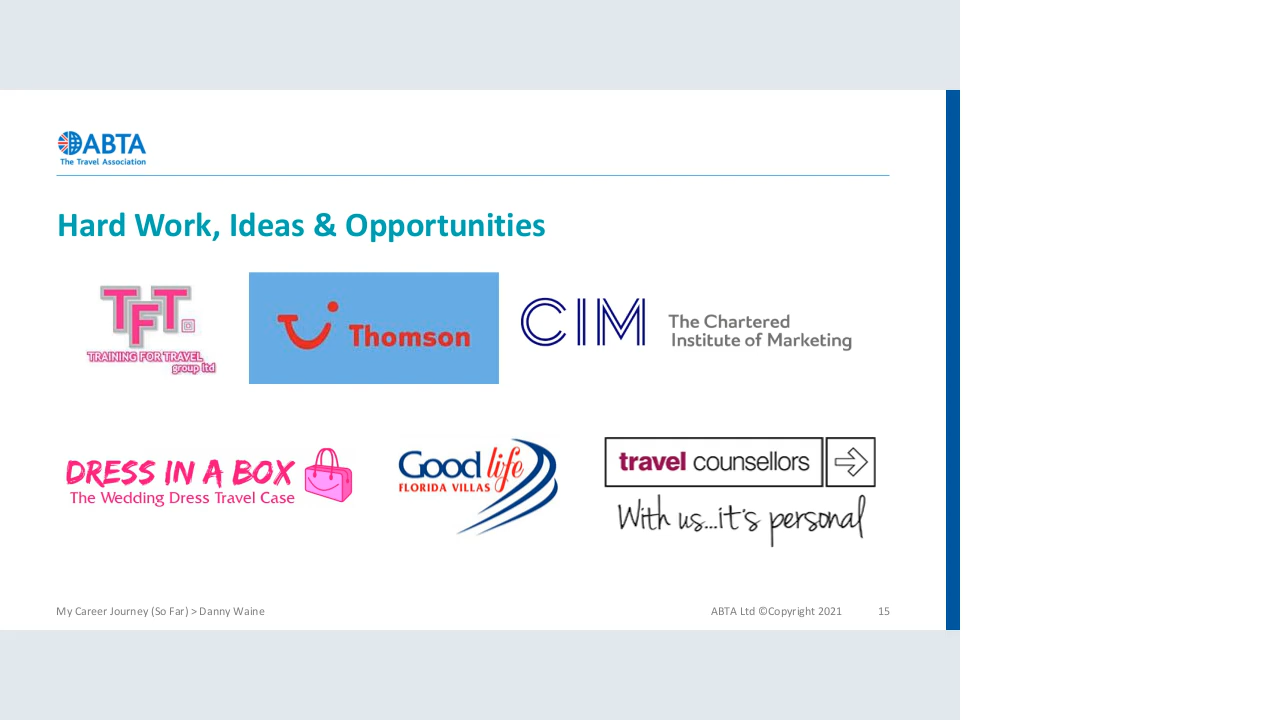 ABTA
The Travel Association
Hard Work, Ideas & Opportunities
TFT
TRAINING FOR TRAVEL
group ltd
Thomson
CIM
The Chartered
Institute of Marketing
DRESS IN A BOX
The Wedding Dress Travel Case
Good life
FLORIDA VILLAS
travel counsellors
With us...it's personal
My Career Journey (So Far) > Danny Waine
ABTA Ltd ©Copyright 2021
15